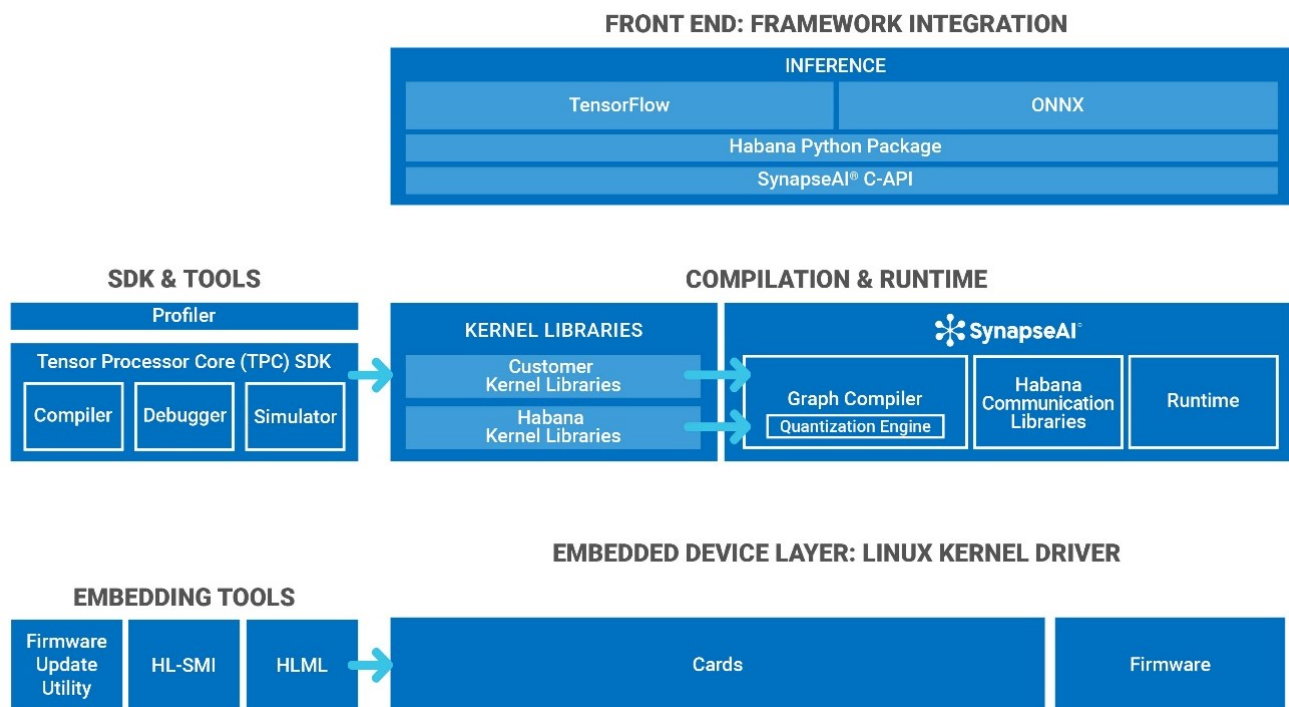 FRONT END: FRAMEWORK INTEGRATION
INFERENCE
TensorFlow
ONNX
Habana Python Package
SynapseAI® C-API
SDK & TOOLS
Profiler
Tensor Processor Core (TPC) SDK
Compiler
Debugger
Simulator
COMPILATION & RUNTIME
KERNEL LIBRARIES
Customer
Kernel Libraries
Habana
Kernel Libraries
SynapseAI®
Graph Compiler
Quantization Engine
Habana
Communication
Libraries
Runtime
EMBEDDING TOOLS
Firmware
Update
Utility
HL-SMI
HLML
EMBEDDED DEVICE LAYER: LINUX KERNEL DRIVER
Cards
Firmware